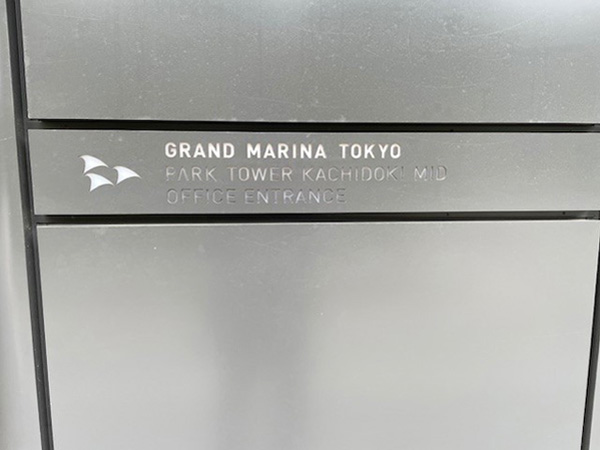 GRAND MARINA TOKYO
PARK TOWER KACHIDOKI MID
OFFICE ENTRANCE